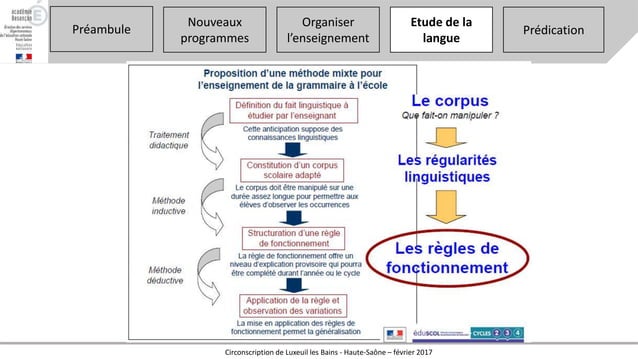 académie
Besançon
Préambule
Nouveaux
programmes
Organiser
l'enseignement
Etude de la
langue
Prédication
Proposition d'une méthode mixte pour
l'enseignement de la grammaire à l'école
Définition du fait linguistique à
étudier par l'enseignant
Cette anticipation suppose des
connaissances linguistiques
Traitement
didactique
Constitution d'un corpus
scolaire adapté
Le corpus doit être manipulé sur une
durée assez longue pour permettre aux
élèves d'observer les occurrences
Méthode
inductive
Structuration d'une règle
de fonctionnement
La règle de fonctionnement offre un
niveau d'explication provisoire qui pourra
être complété durant l'année ou le cycle
Méthode
déductive
Application de la règle et
observation des variations
La mise en application des règles de
fonctionnement permet la généralisation
Le corpus
Que fait-on manipuler ?
Les régularités
linguistiques
Les règles de
fonctionnement
éduSCOL
CYCLES 2 3 4
Circonscription de Luxeuil les Bains - Haute-Saône – février 2017